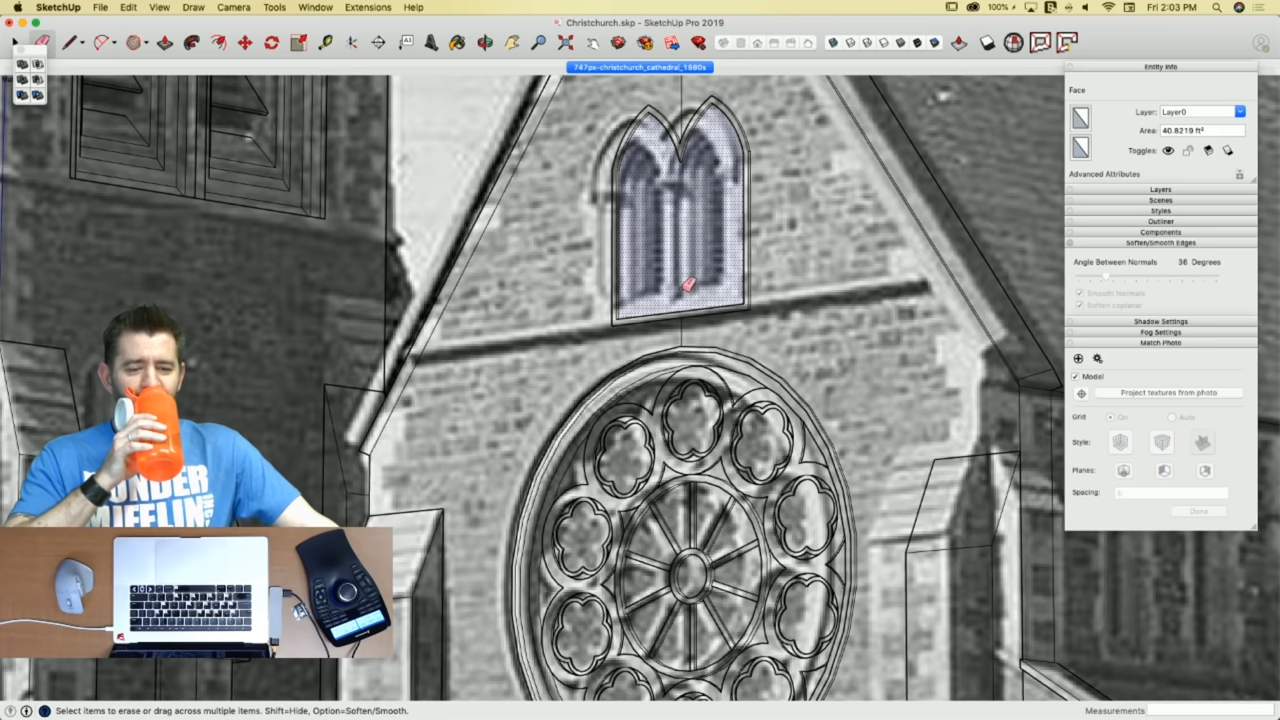 SketchUp File Edit View Draw Camera Tools Window Extensions Help
100% Fri 2:03 PM
Christchurch.skp - SketchUp Pro 2019
747px-christchurch_cathedral_1880s
Entity Info
Face
Layer: Layer0
Area: 40.8219 ft²
Toggles:
Advanced Attributes
Layers
Scenes
Styles
Outliner
Components
Soften/Smooth Edges
Angle Between Normals 36 Degrees
Smooth Normals
Soften coplanar
Shadow Settings
Fog Settings
Match Photo
Model
Project textures from photo
Grid On Auto
Style:
Planes:
Spacing:
Done
MIFFLIN
Select items to erase or drag across multiple items. Shift=Hide, Option=Soften/Smooth.
Measurements